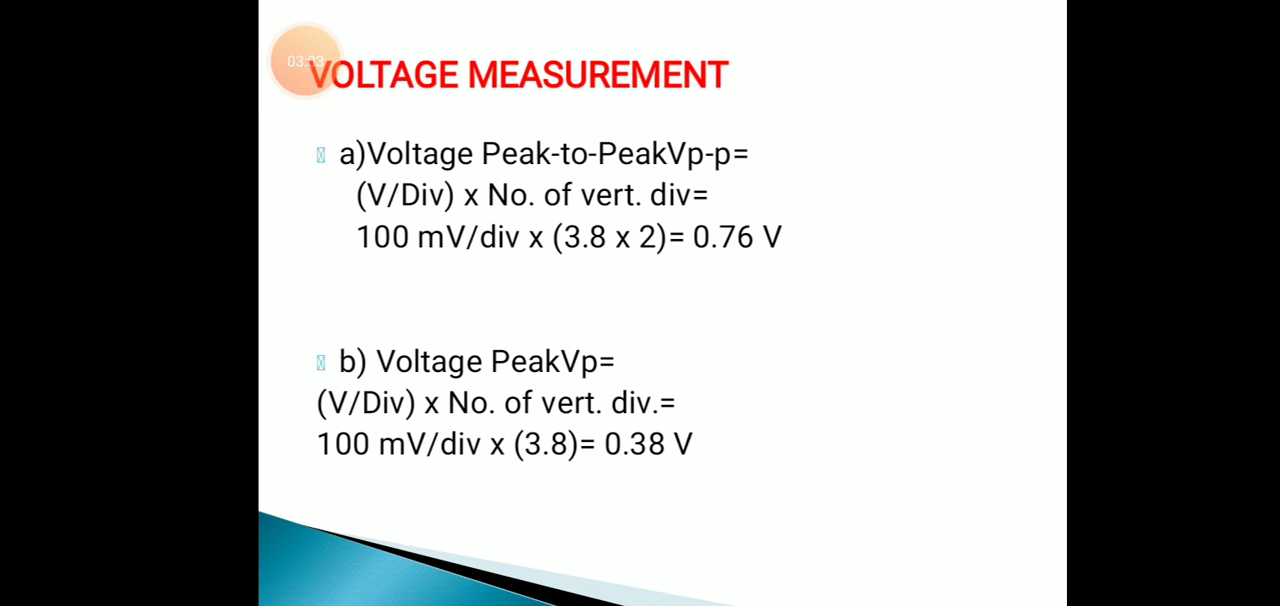 03:03
VOLTAGE MEASUREMENT
a)Voltage Peak-to-PeakVp-p=
(V/Div) x No. of vert. div=
100 mV/div x (3.8 x 2)= 0.76 V
b) Voltage PeakVp=
(V/Div) x No. of vert. div.=
100 mV/div x (3.8)= 0.38 V